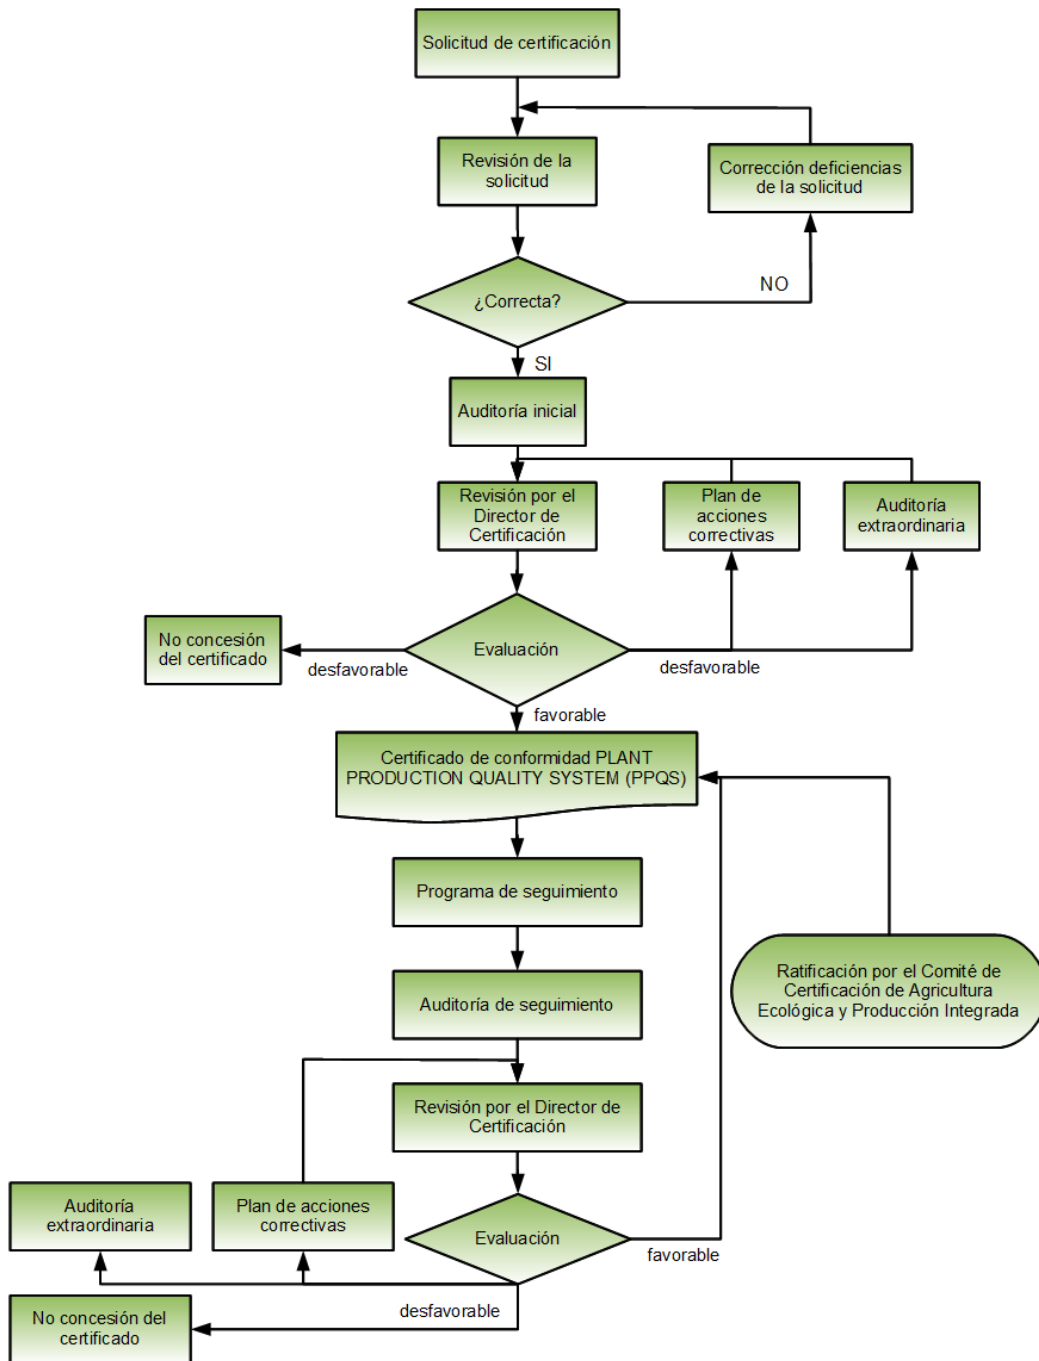 Solicitud de certificación
Revisión de la
solicitud
Corrección deficiencias
de la solicitud
¿Correcta?
NO
SI
Auditoría inicial
Revisión por el
Director de
Certificación
Plan de
acciones
correctivas
Auditoría
extraordinaria
No concesión
del certificado
desfavorable
Evaluación
desfavorable
favorable
Certificado de conformidad PLANT
PRODUCTION QUALITY SYSTEM (PPQS)
Programa de seguimiento
Auditoría de seguimiento
Ratificación por el Comité de
Certificación de Agricultura
Ecológica y Producción Integrada
Revisión por el Director de
Certificación
Auditoría
extraordinaria
Plan de acciones
correctivas
Evaluación
favorable
desfavorable
No concesión del
certificado